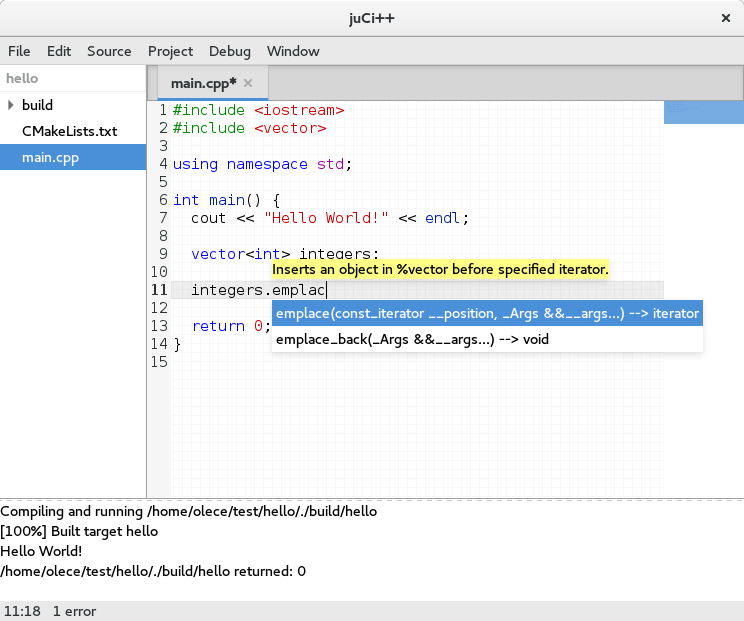 juCi++
File Edit Source Project Debug Window
hello
build
CMakeLists.txt
main.cpp
main.cpp*
1 #include <iostream>
2 #include <vector>
3
4 using namespace std;
5
6 int main() {
7 cout << "Hello World!" << endl;
8
9 vector<int> integers;
10
Inserts an object in %vector before specified iterator.
11 integers.emplac
12
emplace(const_iterator __position, _Args &&__args...) --> iterator
13 return 0;
emplace_back(_Args &&__args...) --> void
14 }
15
Compiling and running /home/olece/test/hello/./build/hello
[100%] Built target hello
Hello World!
/home/olece/test/hello/./build/hello returned: 0
11:18 1 error